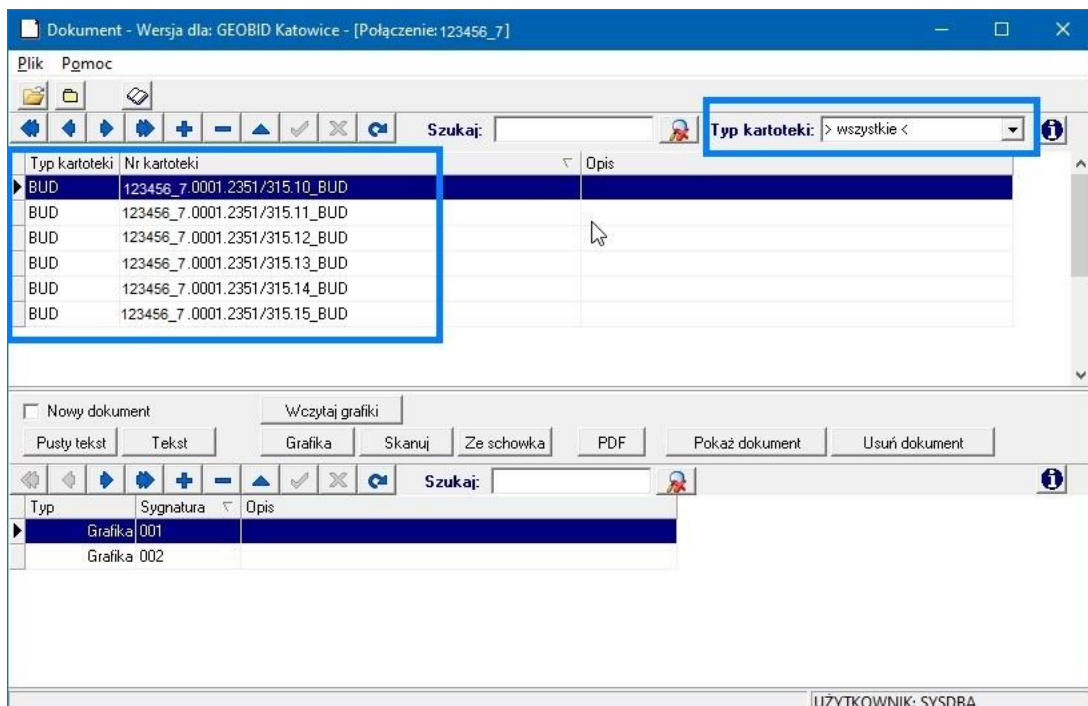 Dokument - Wersja dla: GEOBID Katowice - [Połączenie: 123456_7]
Plik Pomoc
Szukaj: Typ kartoteki: > wszystkie <
Typ kartoteki Nr kartoteki Opis
BUD 123456_7.0001.2351/315.10_BUD
BUD 123456_7.0001.2351/315.11_BUD
BUD 123456_7.0001.2351/315.12_BUD
BUD 123456_7.0001.2351/315.13_BUD
BUD 123456_7.0001.2351/315.14_BUD
BUD 123456_7.0001.2351/315.15_BUD
Nowy dokument Wczytaj grafiki
Pusty tekst Tekst Grafika Skanuj Ze schowka PDF Pokaż dokument Usuń dokument
Szukaj:
Typ Sygnatura Opis
Grafika 001
Grafika 002
UŻYTKOWNIK: SYSDBA